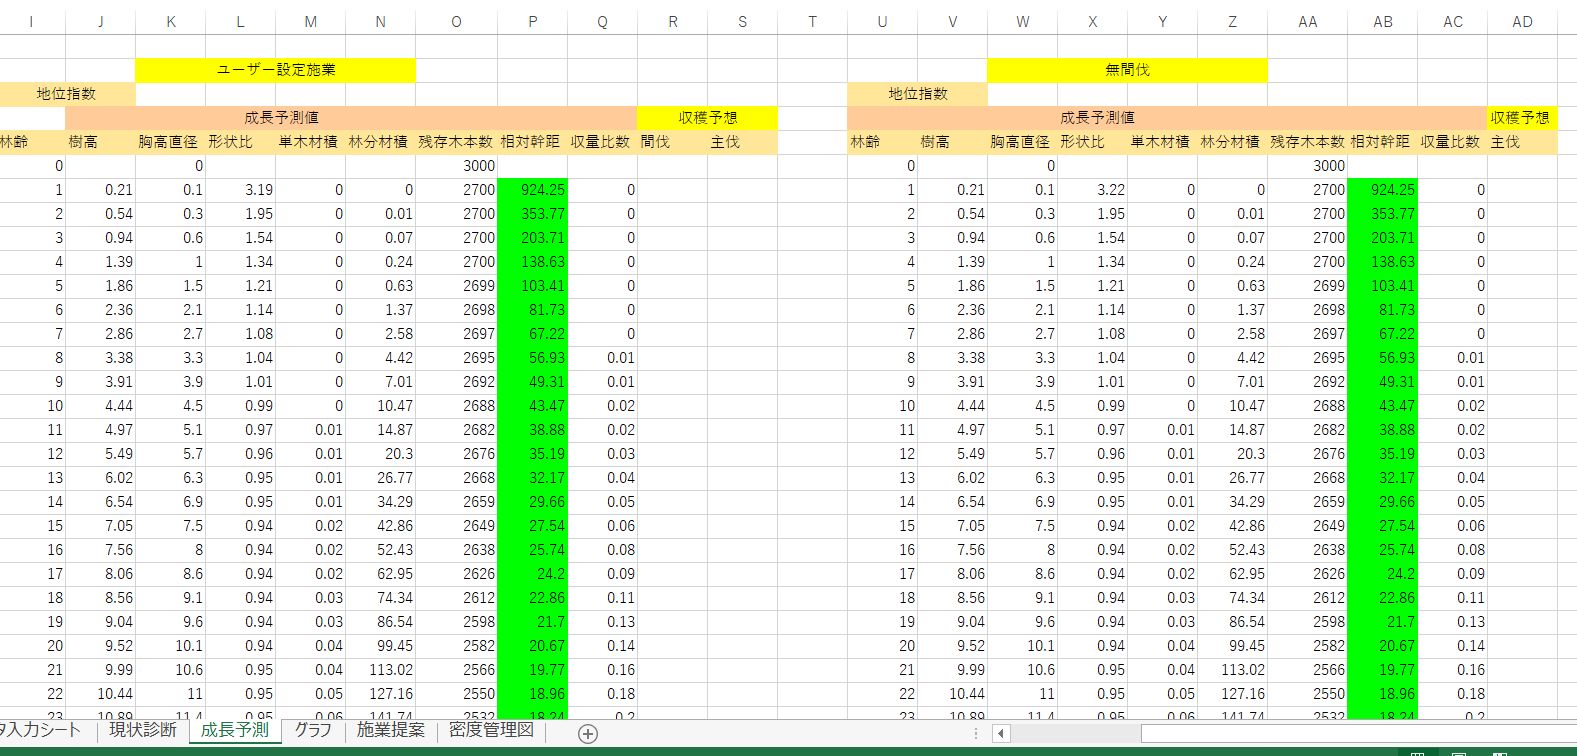 I J K L M N O P Q R S T U V W X Y Z AA AB AC AD
ユーザー設定施業 無間伐
地位指数 地位指数
成長予測値 収穫予想 成長予測値 収穫予想
林齢 樹高 胸高直径 形状比 単木材積 林分材積 残存木本数 相対幹距 収量比数 間伐 主伐 林齢 樹高 胸高直径 形状比 単木材積 林分材積 残存木本数 相対幹距 収量比数 主伐
0 0 3000 0 0 3000
1 0.21 0.1 3.19 0 0 2700 924.25 0 1 0.21 0.1 3.22 0 0 2700 924.25 0
2 0.54 0.3 1.95 0 0.01 2700 353.77 0 2 0.54 0.3 1.95 0 0.01 2700 353.77 0
3 0.94 0.6 1.54 0 0.07 2700 203.71 0 3 0.94 0.6 1.54 0 0.07 2700 203.71 0
4 1.39 1 1.34 0 0.24 2700 138.63 0 4 1.39 1 1.34 0 0.24 2700 138.63 0
5 1.86 1.5 1.21 0 0.63 2699 103.41 0 5 1.86 1.5 1.21 0 0.63 2699 103.41 0
6 2.36 2.1 1.14 0 1.37 2698 81.73 0 6 2.36 2.1 1.14 0 1.37 2698 81.73 0
7 2.86 2.7 1.08 0 2.58 2697 67.22 0 7 2.86 2.7 1.08 0 2.58 2697 67.22 0
8 3.38 3.3 1.04 0 4.42 2695 56.93 0.01 8 3.38 3.3 1.04 0 4.42 2695 56.93 0.01
9 3.91 3.9 1.01 0 7.01 2692 49.31 0.01 9 3.91 3.9 1.01 0 7.01 2692 49.31 0.01
10 4.44 4.5 0.99 0 10.47 2688 43.47 0.02 10 4.44 4.5 0.99 0 10.47 2688 43.47 0.02
11 4.97 5.1 0.97 0.01 14.87 2682 38.88 0.02 11 4.97 5.1 0.97 0.01 14.87 2682 38.88 0.02
12 5.49 5.7 0.96 0.01 20.3 2676 35.19 0.03 12 5.49 5.7 0.96 0.01 20.3 2676 35.19 0.03
13 6.02 6.3 0.95 0.01 26.77 2668 32.17 0.04 13 6.02 6.3 0.95 0.01 26.77 2668 32.17 0.04
14 6.54 6.9 0.95 0.01 34.29 2659 29.66 0.05 14 6.54 6.9 0.95 0.01 34.29 2659 29.66 0.05
15 7.05 7.5 0.94 0.02 42.86 2649 27.54 0.06 15 7.05 7.5 0.94 0.02 42.86 2649 27.54 0.06
16 7.56 8 0.94 0.02 52.43 2638 25.74 0.08 16 7.56 8 0.94 0.02 52.43 2638 25.74 0.08
17 8.06 8.6 0.94 0.02 62.95 2626 24.2 0.09 17 8.06 8.6 0.94 0.02 62.95 2626 24.2 0.09
18 8.56 9.1 0.94 0.03 74.34 2612 22.86 0.11 18 8.56 9.1 0.94 0.03 74.34 2612 22.86 0.11
19 9.04 9.6 0.94 0.03 86.54 2598 21.7 0.13 19 9.04 9.6 0.94 0.03 86.54 2598 21.7 0.13
20 9.52 10.1 0.94 0.04 99.45 2582 20.67 0.14 20 9.52 10.1 0.94 0.04 99.45 2582 20.67 0.14
21 9.99 10.6 0.95 0.04 113.02 2566 19.77 0.16 21 9.99 10.6 0.95 0.04 113.02 2566 19.77 0.16
22 10.44 11 0.95 0.05 127.16 2550 18.96 0.18 22 10.44 11 0.95 0.05 127.16 2550 18.96 0.18
23 10.89 11.4 0.95 0.06 141.74 2532 18.24 0.2 23 10.89 11.4 0.95 0.06 141.74 2532 18.24 0.2
タ入力シート 現状診断 成長予測 グラフ 施業提案 密度管理図